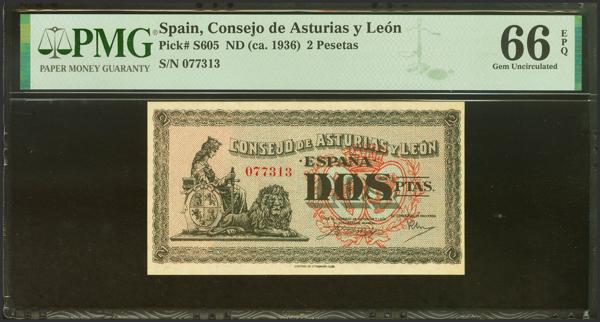 PMG
PAPER MONEY GUARANTY
Spain, Consejo de Asturias y León
Pick# S605 ND (ca. 1936) 2 Pesetas
S/N 077313
66 EPQ
Gem Uncirculated
CONSEJO DE ASTURIAS Y LEÓN
·ESPAÑA·
077313
DOS PTAS.